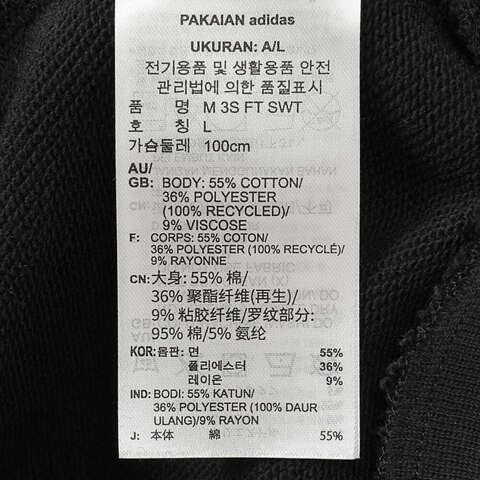 PAKAIAN adidas
UKURAN: A/L
전기용품 및 생활용품 안전
관리법에 의한 품질표시
품 명 M 3S FT SWT
호 칭 L
가슴둘레 100cm
AU/
GB: BODY: 55% COTTON/
36% POLYESTER
(100% RECYCLED)/
9% VISCOSE
F: CORPS: 55% COTON/
36% POLYESTER (100% RECYCLÉ)/
9% RAYONNE
CN: 大身: 55% 棉/
36% 聚酯纤维(再生)/
9% 粘胶纤维/罗纹部分:
95% 棉/5% 氨纶
KOR: 몸판: 면 55%
폴리에스터 36%
레이온 9%
IND: BODI: 55% KATUN/
36% POLYESTER (100% DAUR
ULANG)/9% RAYON
J: 本体 綿 55%